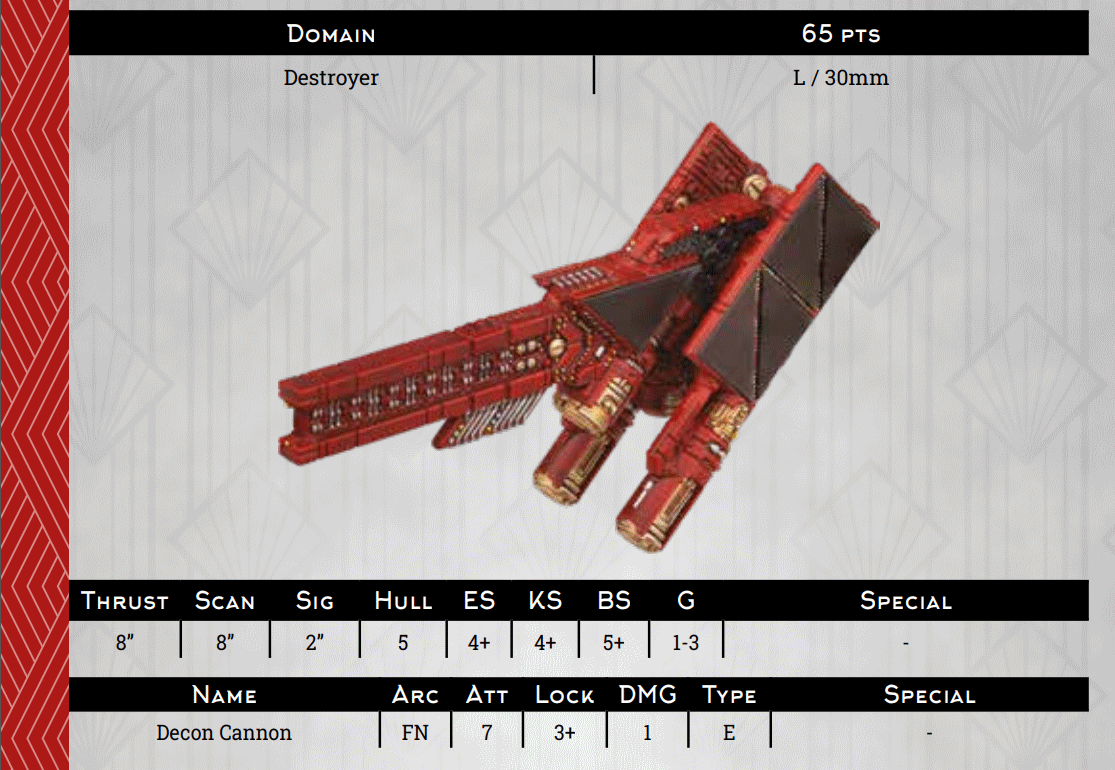 Domain 65 pts
Destroyer L / 30mm
Thrust Scan Sig Hull ES KS BS G Special
8” 8” 2” 5 4+ 4+ 5+ 1-3 -
Name Arc Att Lock DMG Type Special
Decon Cannon FN 7 3+ 1 E -